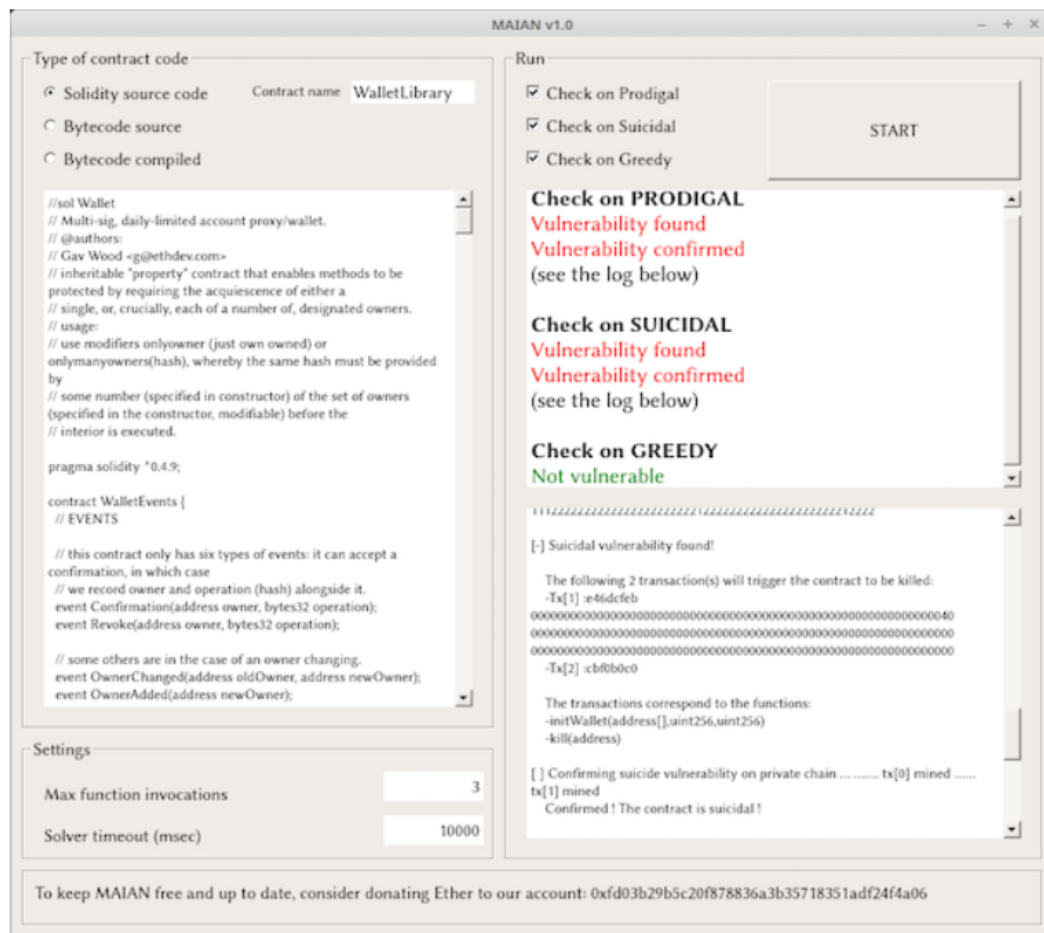 MAIAN v1.0
Type of contract code
Solidity source code
Contract name
WalletLibrary
Bytecode source
Bytecode compiled
//sol Wallet
// Multi-sig, daily-limited account proxy/wallet.
// @authors:
// Gav Wood <g@ethdev.com>
// inheritable "property" contract that enables methods to be
protected by requiring the acquiescence of either a
// single, or, crucially, each of a number of, designated owners.
// usage:
// use modifiers onlyowner (just own owned) or
onlymanyowners(hash), whereby the same hash must be provided
by
// some number (specified in constructor) of the set of owners
(specified in the constructor, modifiable) before the
// interior is executed.
pragma solidity ^0.4.9;
contract WalletEvents {
// EVENTS
// this contract only has six types of events: it can accept a
confirmation, in which case
// we record owner and operation (hash) alongside it.
event Confirmation(address owner, bytes32 operation);
event Revoke(address owner, bytes32 operation);
// some others are in the case of an owner changing.
event OwnerChanged(address oldOwner, address newOwner);
event OwnerAdded(address newOwner);
Settings
Max function invocations
3
Solver timeout (msec)
10000
Run
Check on Prodigal
Check on Suicidal
Check on Greedy
START
Check on PRODIGAL
Vulnerability found
Vulnerability confirmed
(see the log below)
Check on SUICIDAL
Vulnerability found
Vulnerability confirmed
(see the log below)
Check on GREEDY
Not vulnerable
[-] Suicidal vulnerability found!
The following 2 transaction(s) will trigger the contract to be killed:
-Tx[1] :e46dcfeb
-Tx[2] :cbf0b0c0
The transactions correspond to the functions:
-initWallet(address[],uint256,uint256)
-kill(address)
[ ] Confirming suicide vulnerability on private chain ... ........ tx[0] mined ......
tx[1] mined
Confirmed ! The contract is suicidal !
To keep MAIAN free and up to date, consider donating Ether to our account: 0xfd03b29b5c20f878836a3b35718351adf24f4a06